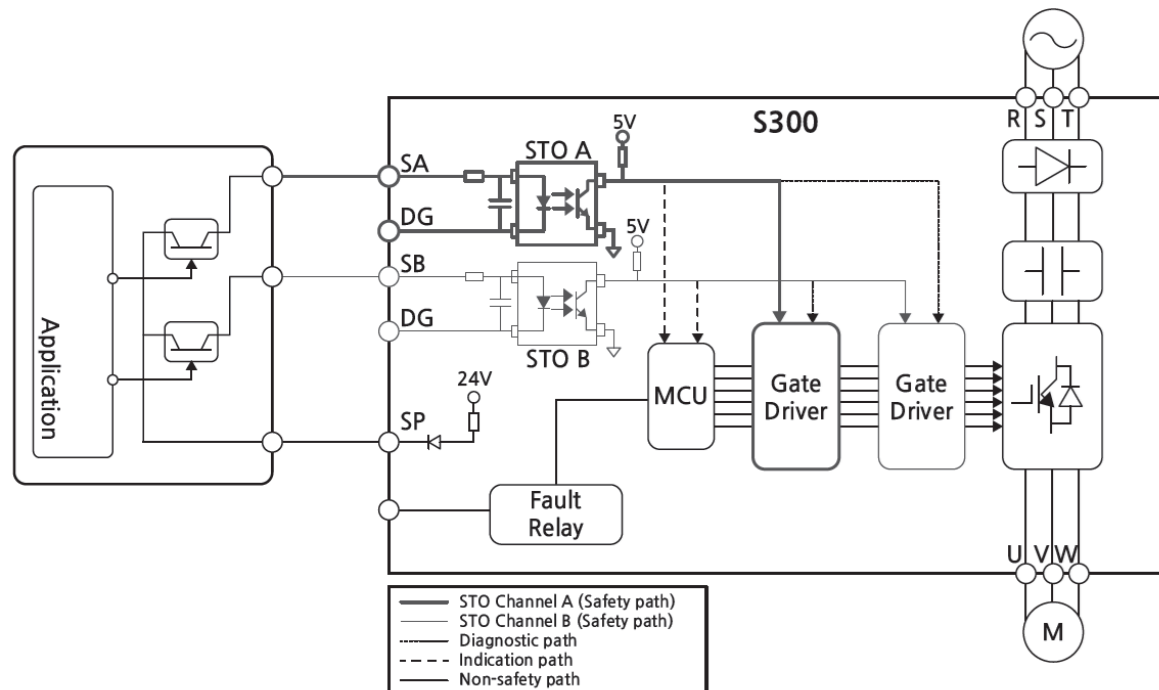 S300
R S T
5V
STO A
SA
DG
5V
SB
DG
STO B
Application
24V
SP
MCU
Gate
Driver
Gate
Driver
Fault
Relay
U V W
M
STO Channel A (Safety path)
STO Channel B (Safety path)
Diagnostic path
Indication path
Non-safety path